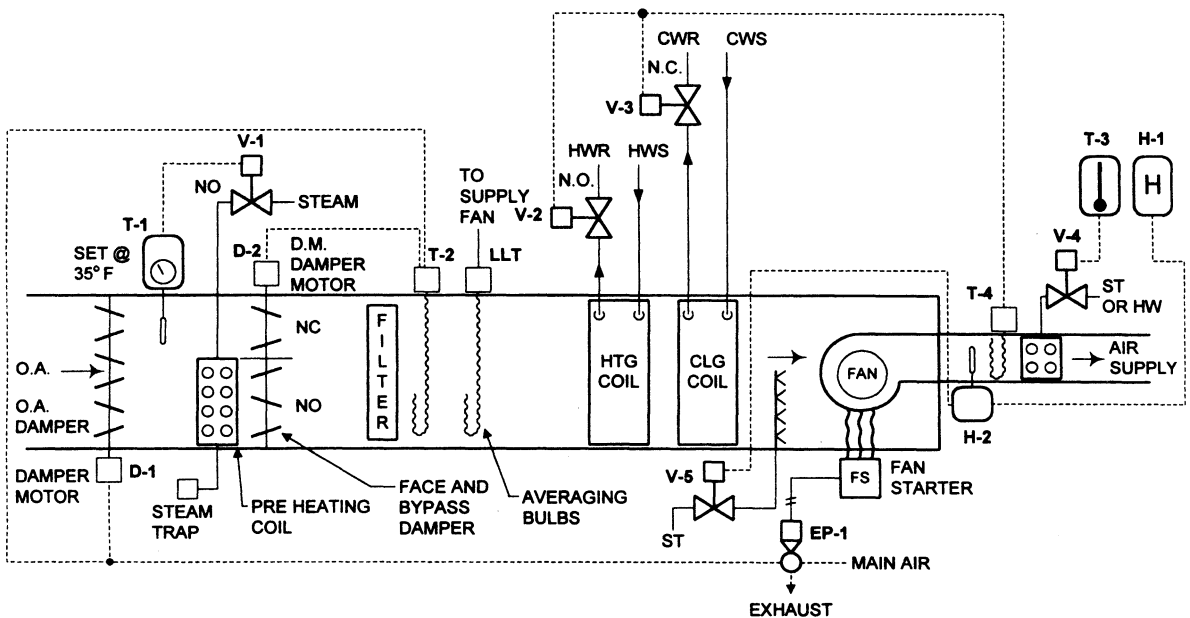 CWR
CWS
N.C.
V-3
V-1
HWR
HWS
T-3
H-1
H
NO
STEAM
TO
SUPPLY
FAN
N.O.
V-2
T-1
SET @
35° F
D-2
D.M.
DAMPER
MOTOR
T-2
LLT
V-4
ST
OR HW
T-4
NC
FILTER
HTG
COIL
CLG
COIL
FAN
AIR
SUPPLY
O.A.
O.A.
DAMPER
NO
H-2
DAMPER
MOTOR
D-1
STEAM
TRAP
PRE HEATING
COIL
FACE AND
BYPASS
DAMPER
AVERAGING
BULBS
V-5
ST
FS
FAN
STARTER
EP-1
MAIN AIR
EXHAUST